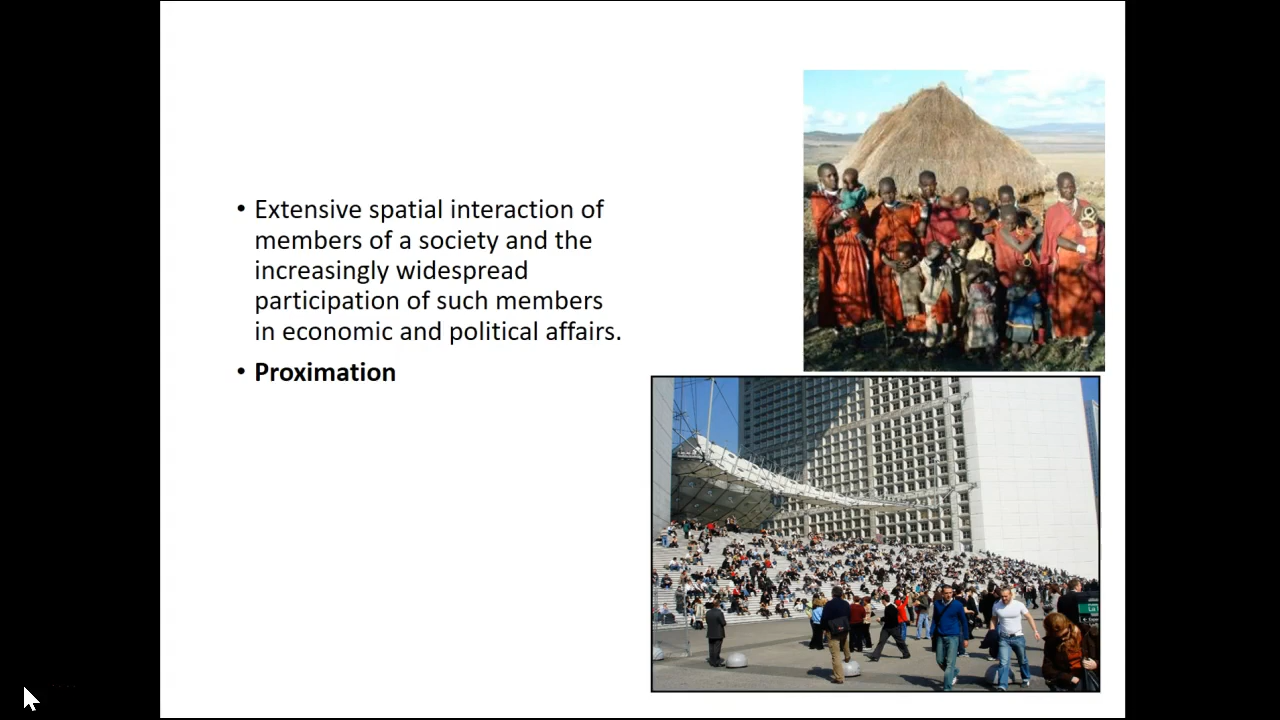 • Extensive spatial interaction of
members of a society and the
increasingly widespread
participation of such members
in economic and political affairs.
• Proximation